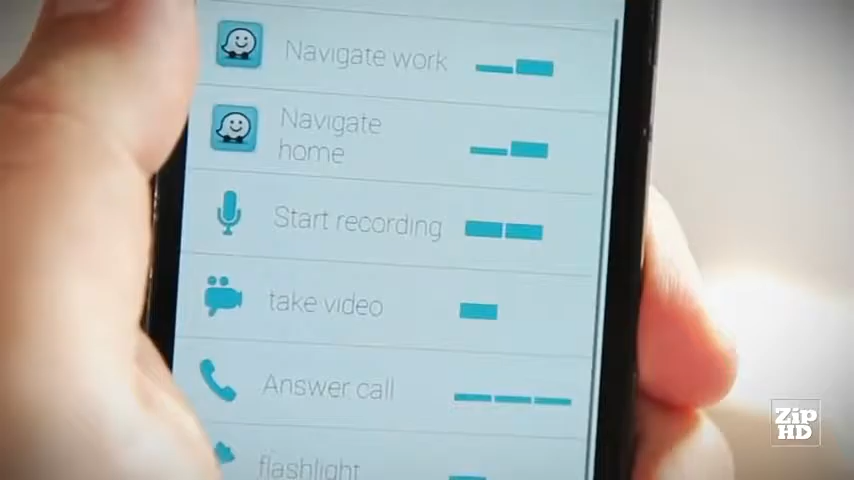 Navigate work
Navigate
home
Start recording
take video
Answer call
flashlight
ZIP
HD